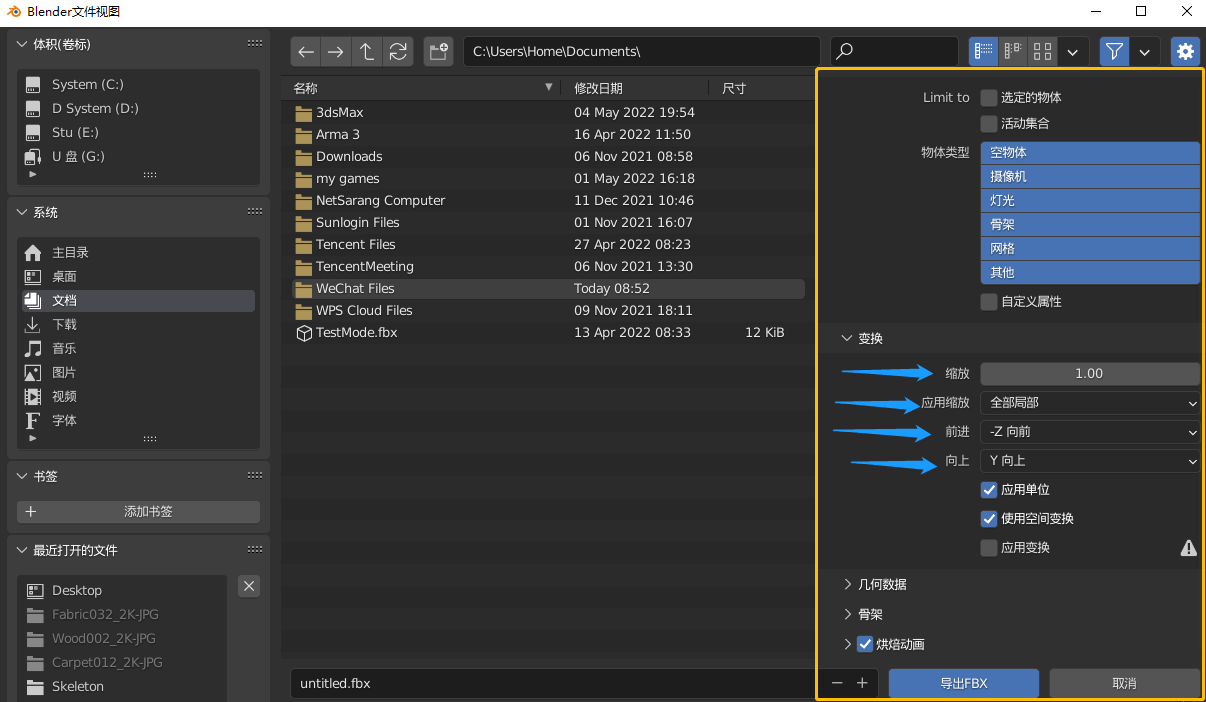 Blender文件视图
体积(卷标)
System (C:)
D System (D:)
Stu (E:)
U 盘 (G:)
系统
主目录
桌面
文档
下载
音乐
图片
视频
字体
书签
添加书签
最近打开的文件
Desktop
Fabric032_2K-JPG
Wood002_2K-JPG
Carpet012_2K-JPG
Skeleton
C:\Users\Home\Documents\
名称 修改日期 尺寸
3dsMax 04 May 2022 19:54
Arma 3 16 Apr 2022 11:50
Downloads 06 Nov 2021 08:58
my games 01 May 2022 16:18
NetSarang Computer 11 Dec 2021 10:46
Sunlogin Files 01 Nov 2021 16:07
Tencent Files 27 Apr 2022 08:23
TencentMeeting 06 Nov 2021 13:30
WeChat Files Today 08:52
WPS Cloud Files 09 Nov 2021 18:11
TestMode.fbx 13 Apr 2022 08:33 12 KiB
untitled.fbx
Limit to 选定的物体
活动集合
物体类型 空物体
摄像机
灯光
骨架
网格
其他
自定义属性
变换
缩放 1.00
应用缩放 全部局部
前进 -Z 向前
向上 Y 向上
应用单位
使用空间变换
应用变换
几何数据
骨架
烘焙动画
导出FBX 取消